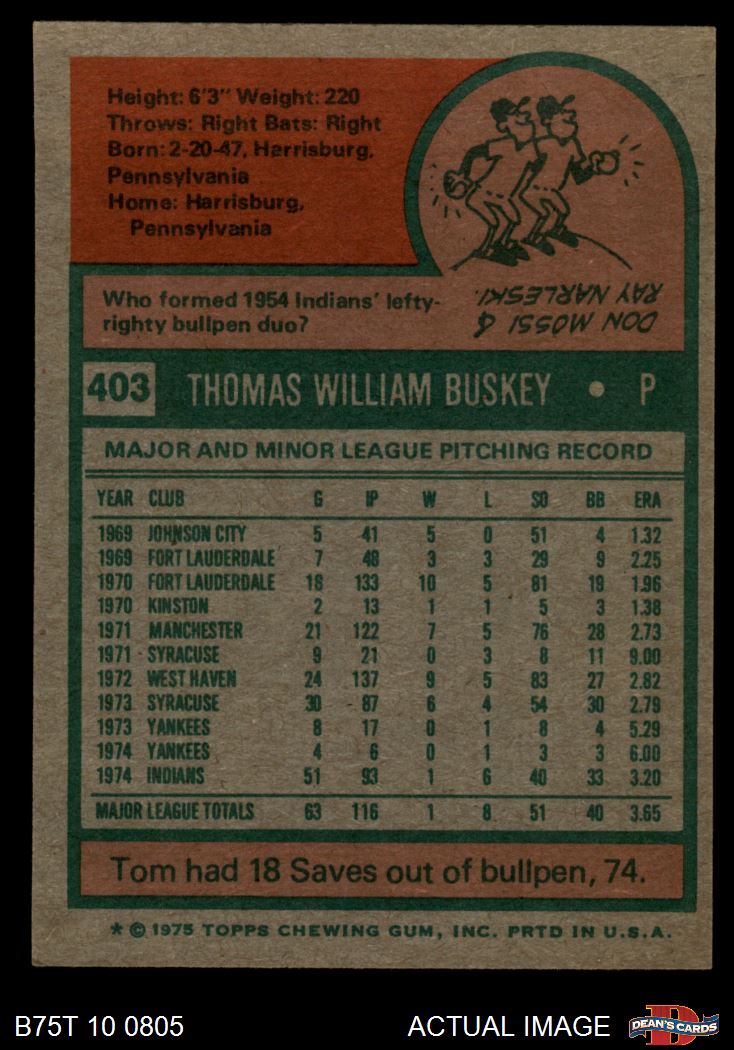 Height: 6'3" Weight: 220
Throws: Right Bats: Right
Born: 2-20-47, Harrisburg,
Pennsylvania
Home: Harrisburg,
Pennsylvania
Who formed 1954 Indians' lefty-
righty bullpen duo?
DON MOSSI &
RAY NARLESKI.
403 THOMAS WILLIAM BUSKEY • P
MAJOR AND MINOR LEAGUE PITCHING RECORD
YEAR CLUB G IP W L SO BB ERA
1969 JOHNSON CITY 5 41 5 0 51 4 1.32
1969 FORT LAUDERDALE 7 48 3 3 29 9 2.25
1970 FORT LAUDERDALE 18 133 10 5 81 19 1.96
1970 KINSTON 2 13 1 1 5 3 1.38
1971 MANCHESTER 21 122 7 5 76 28 2.73
1971 SYRACUSE 9 21 0 3 8 11 9.00
1972 WEST HAVEN 24 137 9 5 83 27 2.82
1973 SYRACUSE 30 87 6 4 54 30 2.79
1973 YANKEES 8 17 0 1 8 4 5.29
1974 YANKEES 4 6 0 1 3 3 6.00
1974 INDIANS 51 93 1 6 40 33 3.20
MAJOR LEAGUE TOTALS 63 116 1 8 51 40 3.65
Tom had 18 Saves out of bullpen, 74.
* © 1975 TOPPS CHEWING GUM, INC. PRTD IN U.S.A.
B75T 10 0805 ACTUAL IMAGE DEAN'S CARDS